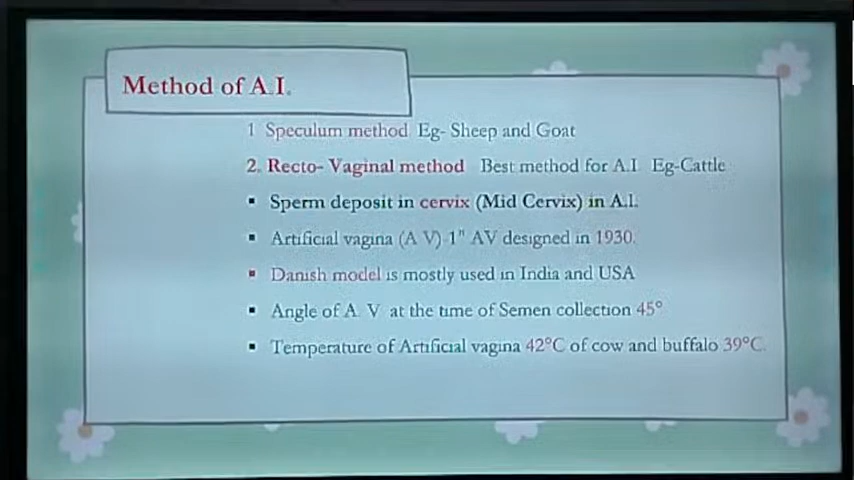 Method of A.I.
1 Speculum method Eg- Sheep and Goat
2. Recto- Vaginal method Best method for A.I Eg-Cattle
▪ Sperm deposit in cervix (Mid Cervix) in A.I.
▪ Artificial vagina (A V) 1" AV designed in 1930.
▪ Danish model is mostly used in India and USA
▪ Angle of A. V at the time of Semen collection 45°
▪ Temperature of Artificial vagina 42°C of cow and buffalo 39°C.